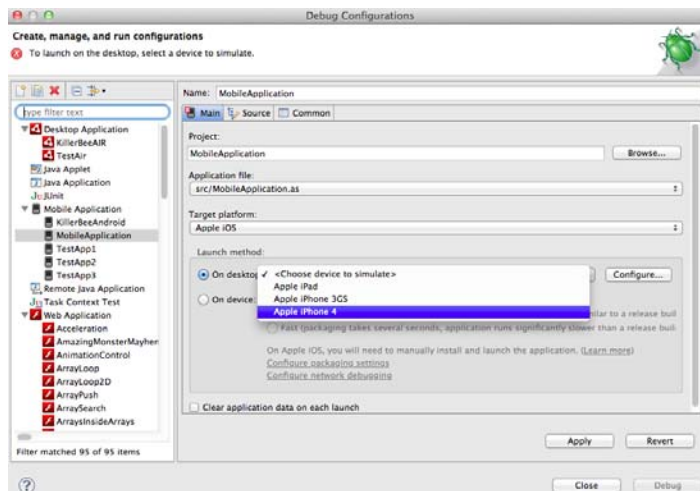 Debug Configurations
Create, manage, and run configurations
To launch on the desktop, select a device to simulate.
type filter text
Desktop Application
KillerBeeAIR
TestAir
Java Applet
Java Application
JUnit
Mobile Application
KillerBeeAndroid
MobileApplication
TestApp1
TestApp2
TestApp3
Remote Java Application
Task Context Test
Web Application
Acceleration
AmazingMonsterMayhem
AnimationControl
ArrayLoop
ArrayLoop2D
ArrayPush
ArraySearch
ArraysInsideArrays
Filter matched 95 of 95 items
Name: MobileApplication
Main Source Common
Project:
MobileApplication Browse...
Application file:
src/MobileApplication.as
Target platform:
Apple iOS
Launch method:
On desktop <Choose device to simulate> Configure...
Apple iPad
On device: Apple iPhone 3GS
Apple iPhone 4 milar to a release buil
Fast (packaging takes several seconds, application runs significantly slower than a release buil
On Apple iOS, you will need to manually install and launch the application. (Learn more)
Configure packaging settings
Configure network debugging
Clear application data on each launch
Apply Revert
Close Debug